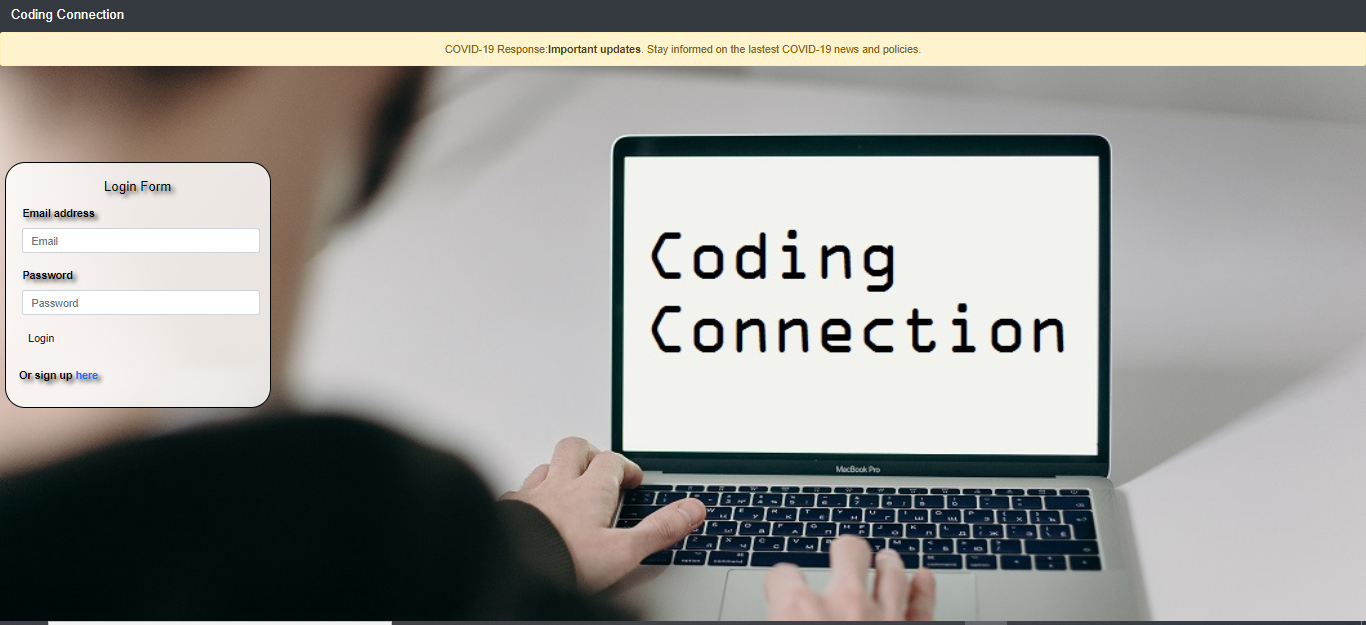 Coding Connection
COVID-19 Response:Important updates. Stay informed on the lastest COVID-19 news and policies.
Login Form
Email address
Email
Password
Password
Login
Or sign up here
Coding
Connection
MacBook Pro